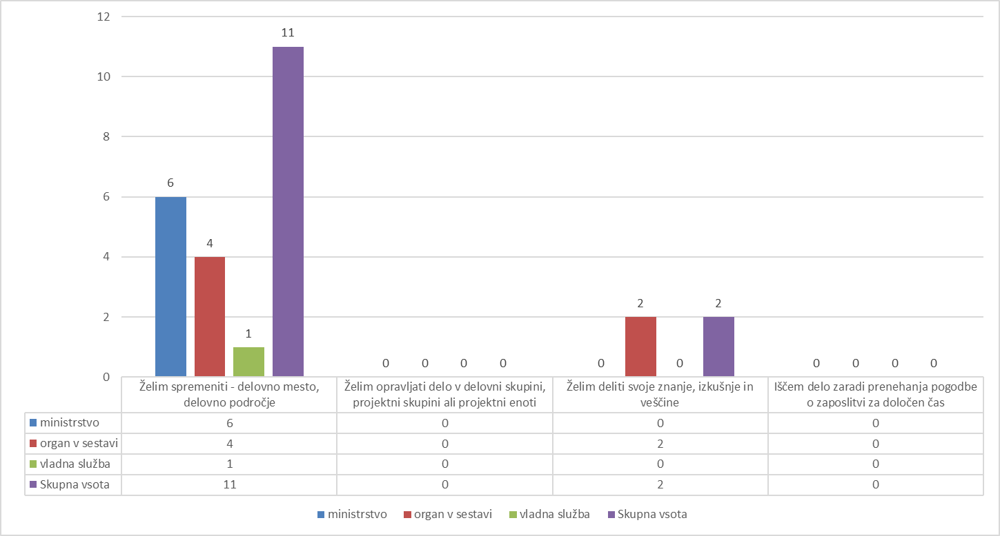 12
11
10
8
6
6
4
4
2
2
2
1
0
0
0
0
0
0
0
0
0
0
0
Želim spremeniti - delovno mesto,
delovno področje
Želim opravljati delo v delovni skupini,
projektni skupini ali projektni enoti
Želim deliti svoje znanje, izkušnje in
veščine
Iščem delo zaradi prenehanja pogodbe
o zaposlitvi za določen čas
ministrstvo 6 0 0 0
organ v sestavi 4 0 2 0
vladna služba 1 0 0 0
Skupna vsota 11 0 2 0
ministrstvo organ v sestavi vladna služba Skupna vsota